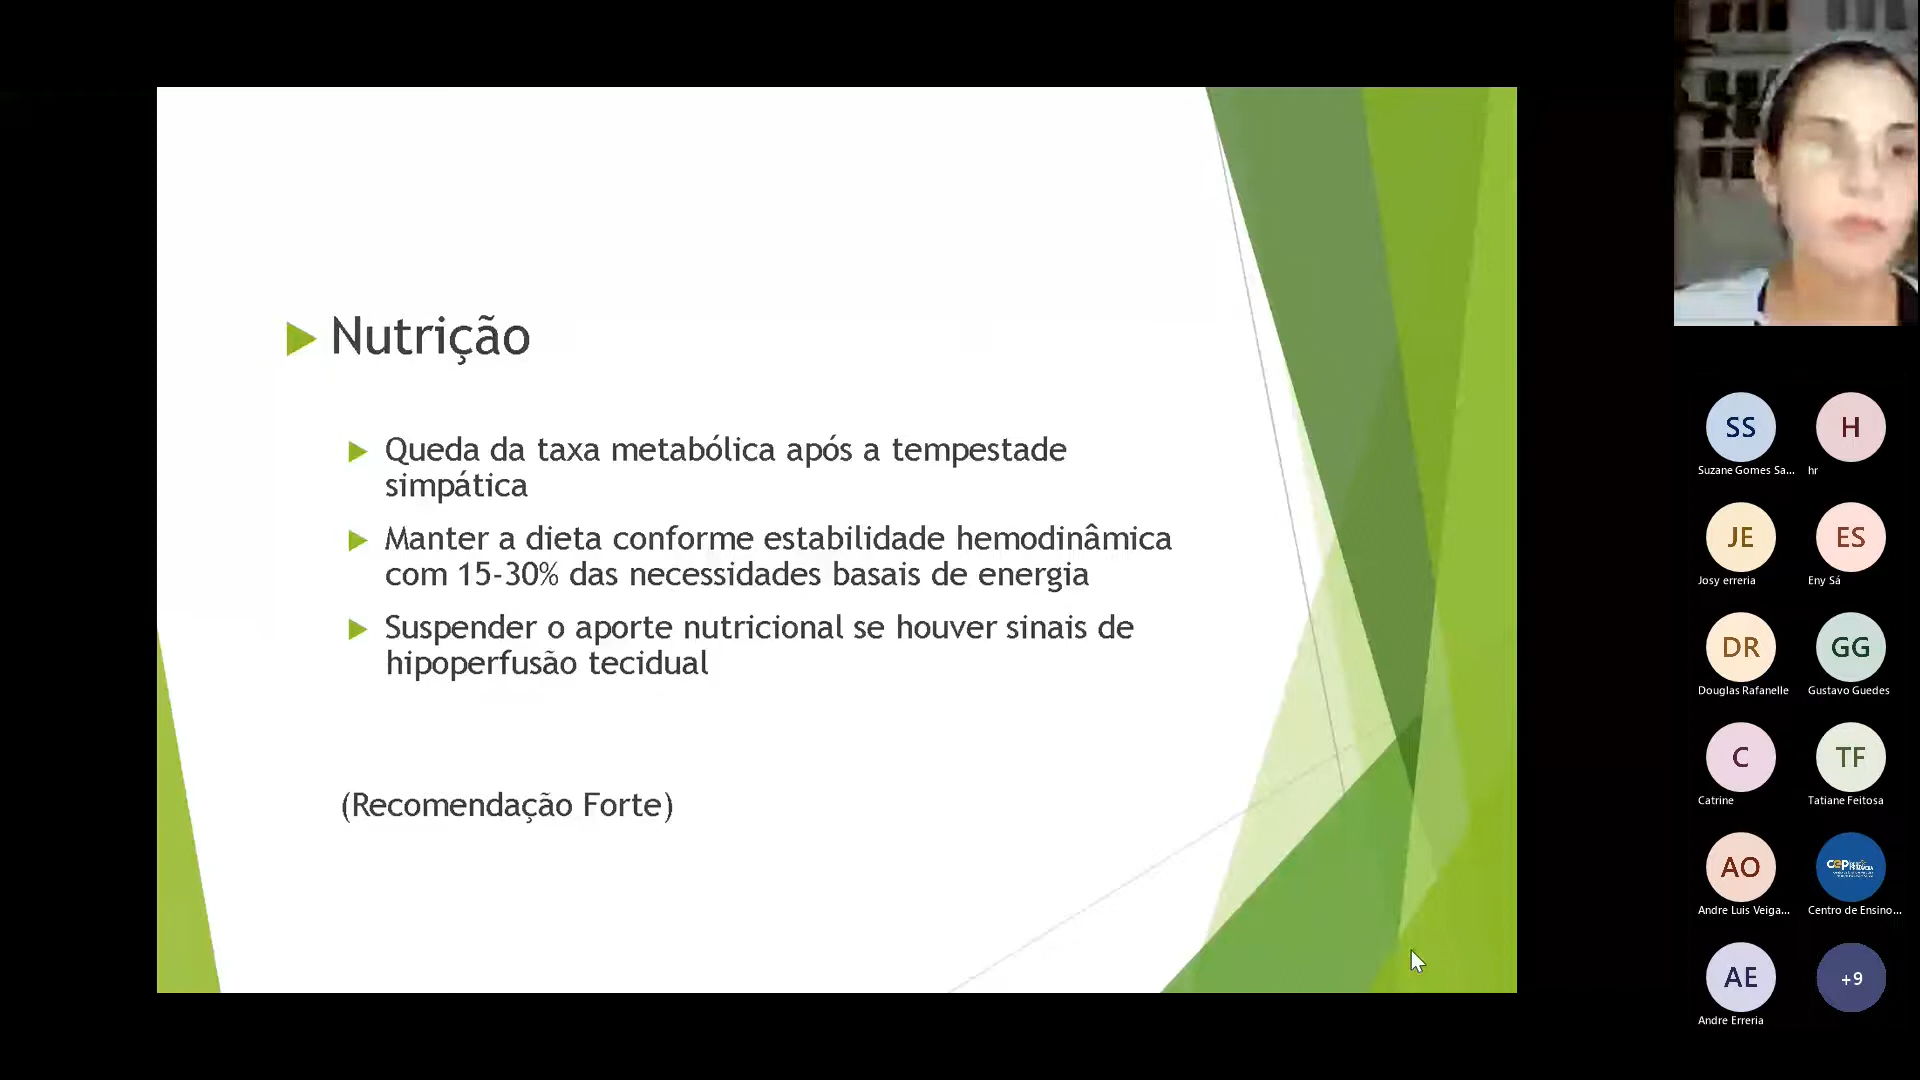 Nutrição
Queda da taxa metabólica após a tempestade
simpática
Manter a dieta conforme estabilidade hemodinâmica
com 15-30% das necessidades basais de energia
Suspender o aporte nutricional se houver sinais de
hipoperfusão tecidual
(Recomendação Forte)
SS
H
Suzane Gomes Sa...
hr
JE
ES
Josy erreria
Eny Sá
DR
GG
Douglas Rafanelle
Gustavo Guedes
C
TF
Catrine
Tatiane Feitosa
AO
CEP
Andre Luis Veiga...
Centro de Ensino...
AE
+9
Andre Erreria